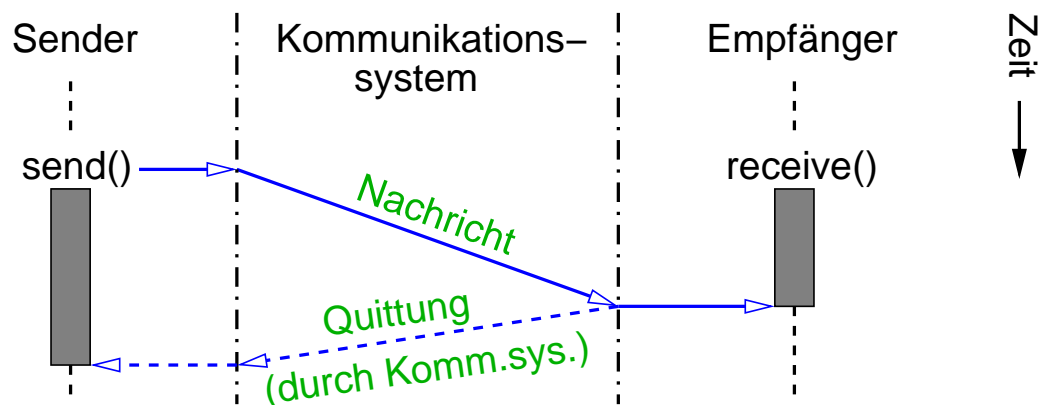 Sender
Kommunikations–
system
Empfänger
Zeit
send()
receive()
Nachricht
Quittung
(durch Komm.sys.)